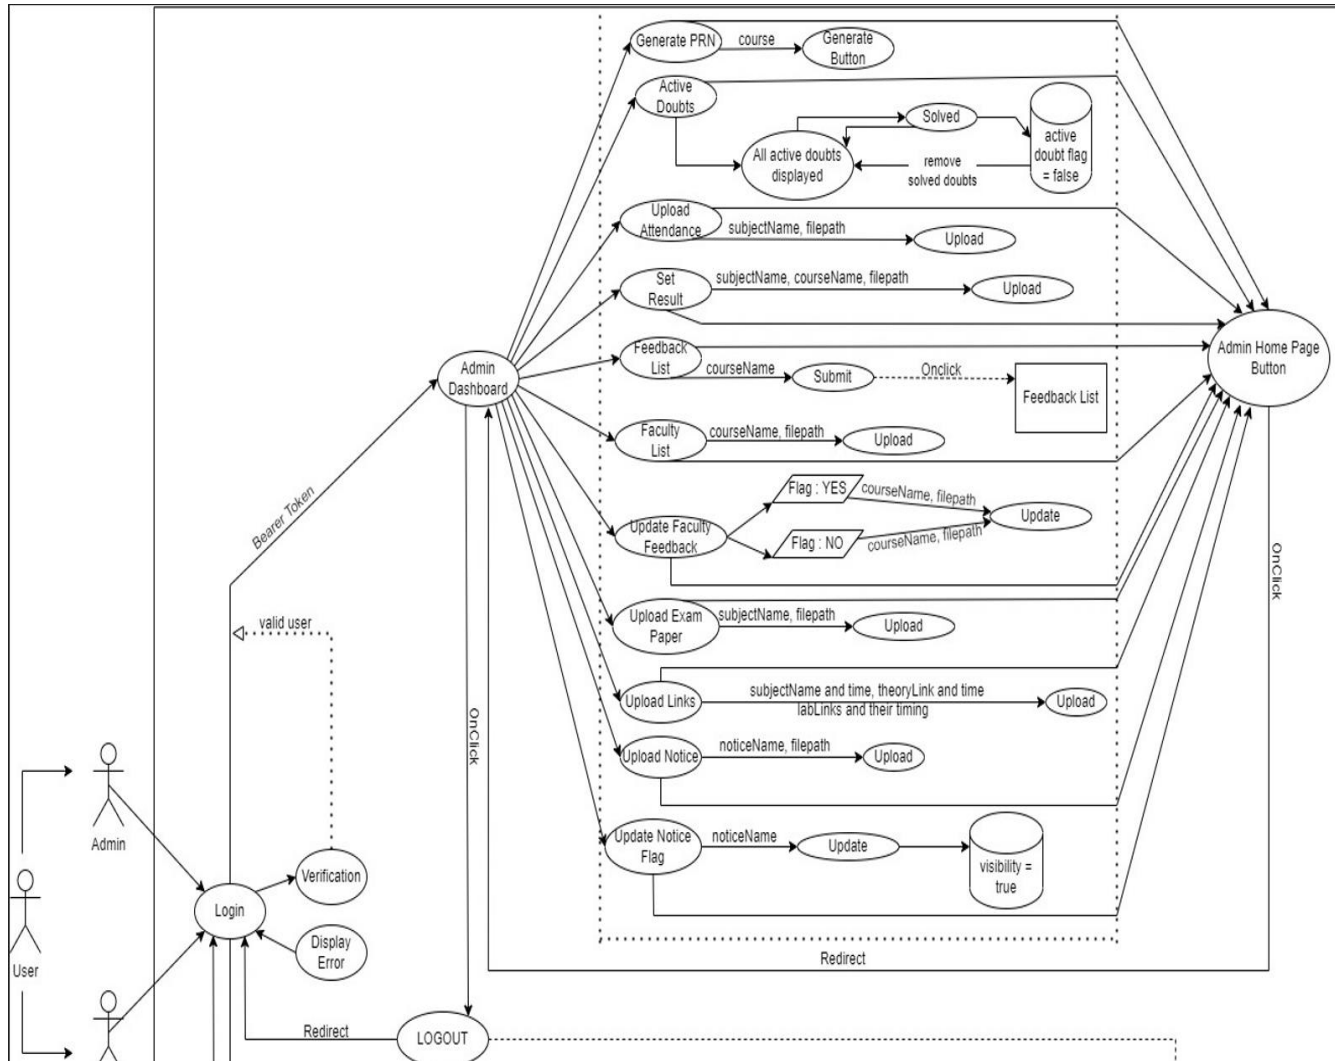 Generate PRN
course
Generate
Button
Active
Doubts
Solved
All active doubts
displayed
remove
solved doubts
active
doubt flag
= false
Upload
Attendance
subjectName, filepath
Upload
Set
Result
subjectName, courseName, filepath
Upload
Admin
Dashboard
Feedback
List
courseName
Submit
Onclick
Feedback List
Admin Home Page
Button
Faculty
List
courseName, filepath
Upload
Bearer Token
Update Faculty
Feedback
Flag : YES
courseName, filepath
Flag : NO
courseName, filepath
Update
OnClick
valid user
Upload Exam
Paper
subjectName, filepath
Upload
Upload Links
subjectName and time, theoryLink and time
labLinks and their timing
Upload
OnClick
Upload Notice
noticeName, filepath
Upload
Admin
Update Notice
Flag
noticeName
Update
visibility =
true
Verification
Login
Display
Error
User
Redirect
Redirect
LOGOUT